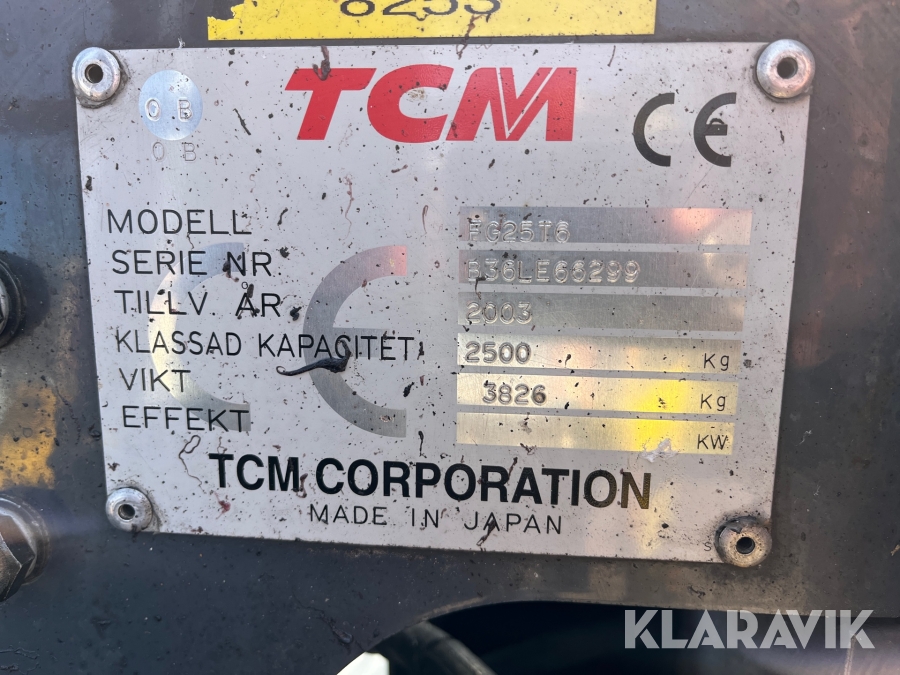 8253
TCM
CE
O B
O B
MODELL FG25T6
SERIE NR
TILLV. ÅR 2003
KLASSAD KAPACITET 2500 Kg
VIKT 3826 Kg
EFFEKT KW
TCM CORPORATION
MADE IN JAPAN
KLARAVIK